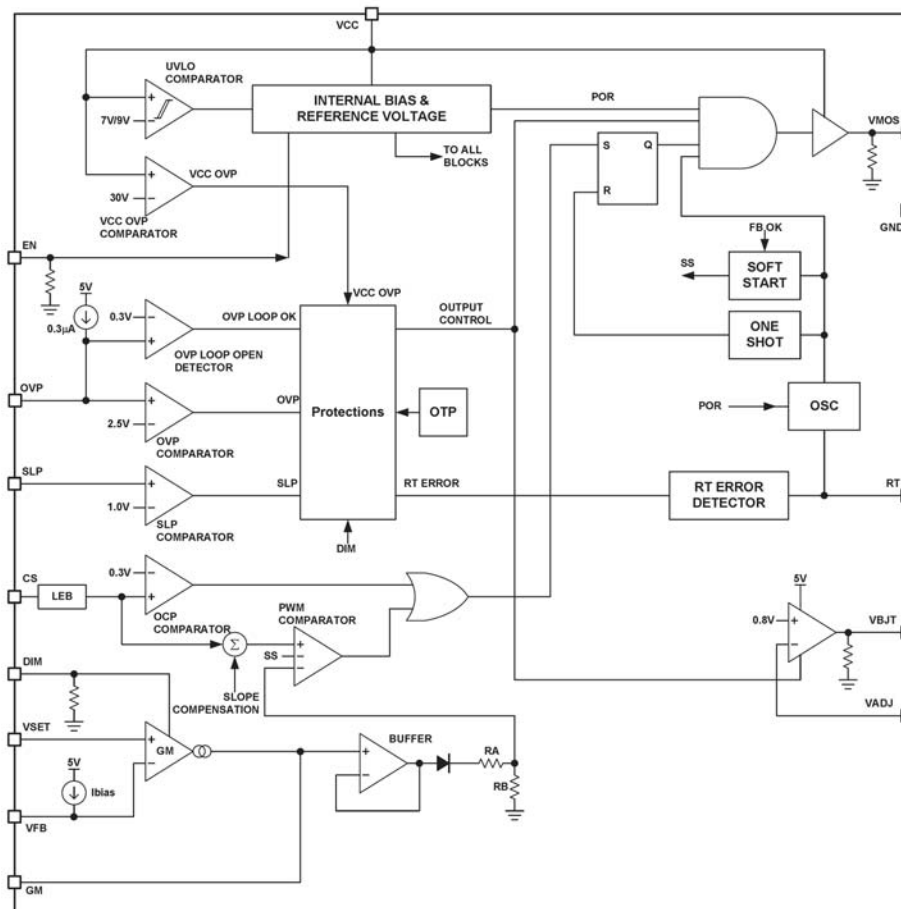 VCC
UVLO
COMPARATOR
+
7V/9V
−
INTERNAL BIAS &
REFERENCE VOLTAGE
POR
TO ALL
BLOCKS
S
Q
R
VMOS
GND
+
30V
−
VCC OVP
VCC OVP
COMPARATOR
EN
FB OK
SS
SOFT
START
5V
0.3µA
0.3V
−
+
OVP LOOP OK
OVP LOOP OPEN
DETECTOR
VCC OVP
OUTPUT
CONTROL
ONE
SHOT
OVP
+
2.5V
−
OVP
OVP
COMPARATOR
Protections
OTP
POR
OSC
SLP
+
1.0V
−
SLP
SLP
COMPARATOR
RT ERROR
RT ERROR
DETECTOR
RT
DIM
CS
LEB
0.3V
−
+
OCP
COMPARATOR
PWM
COMPARATOR
Σ
+
SS
−
−
SLOPE
COMPENSATION
5V
0.8V
+
−
VBJT
VADJ
DIM
VSET
+
GM
−
5V
Ibias
VFB
BUFFER
+
−
RA
RB
GM